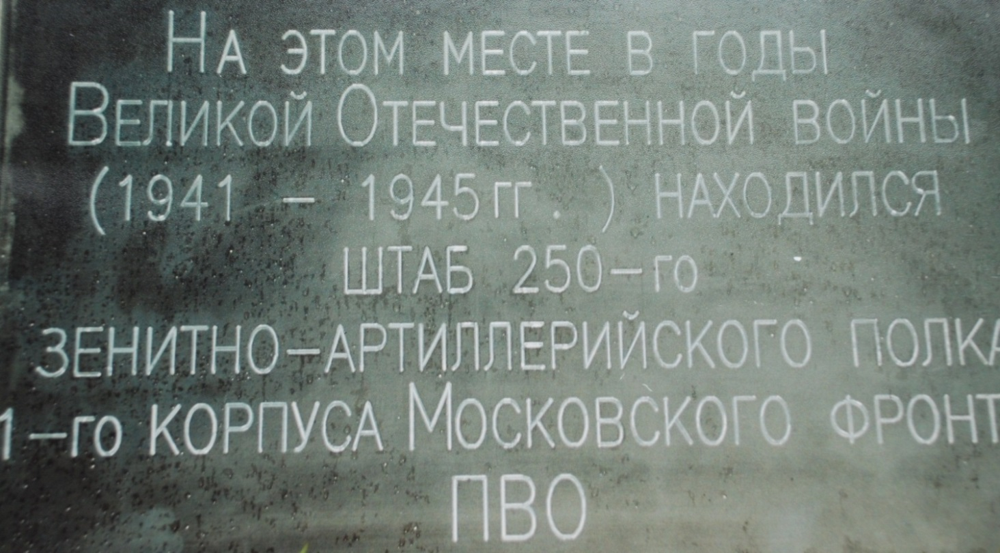 На этом месте в годы
Великой Отечественной войны
(1941 – 1945гг.) находился
штаб 250–го
зенитно–артиллерийского полка
1–го корпуса Московского фронт
ПВО